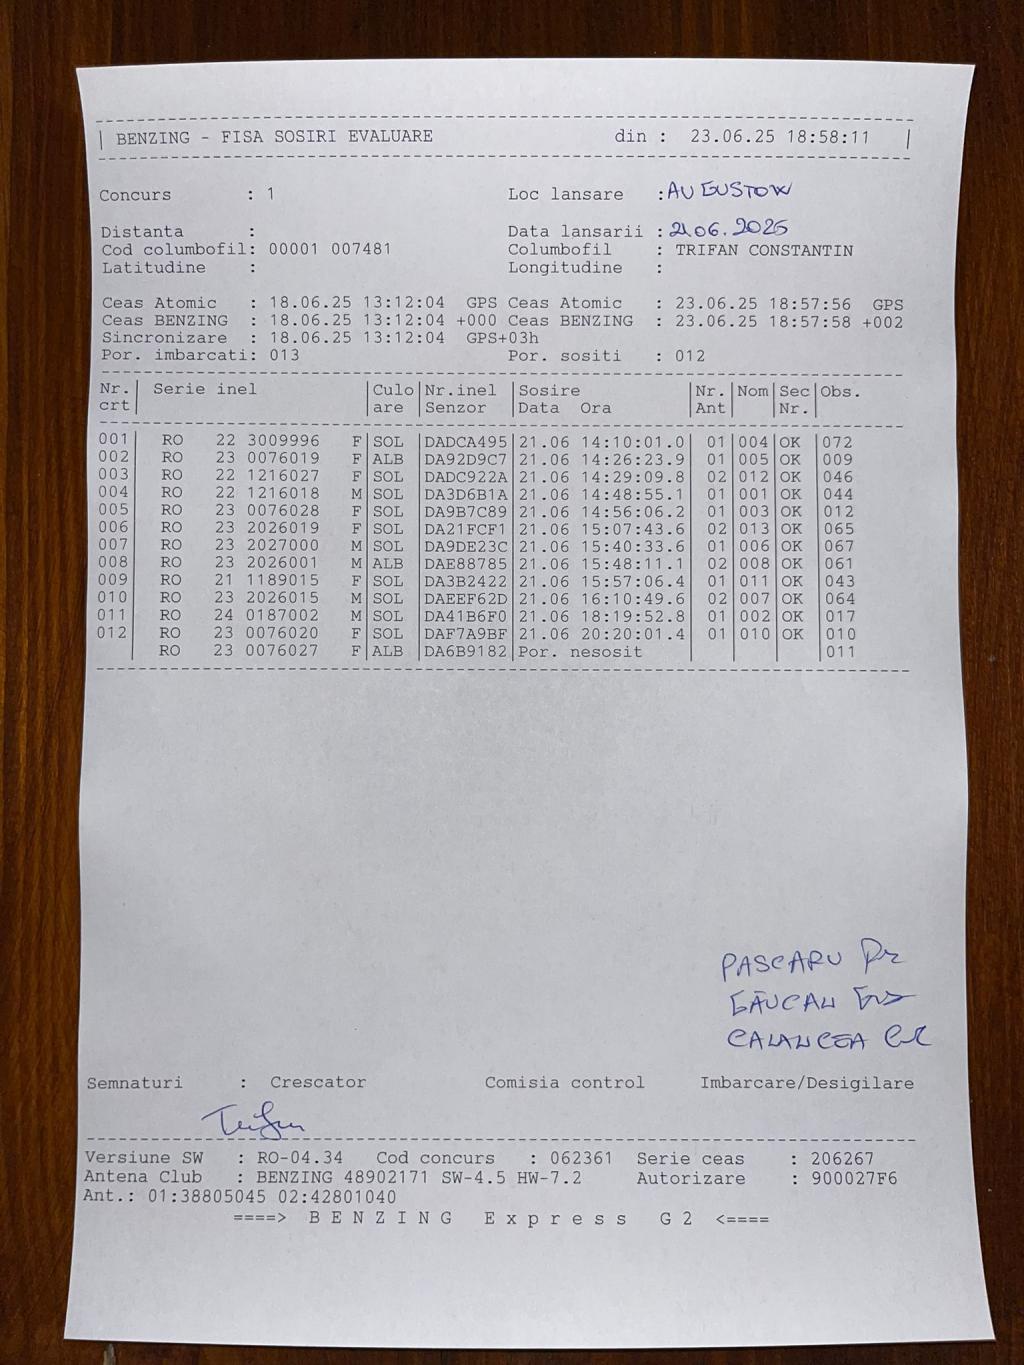 BENZING - FISA SOSIRI EVALUARE din : 23.06.25 18:58:11
Concurs : 1 Loc lansare : AUGUSTOW
Distanta : Data lansarii : 21.06.2025
Cod columbofil: 00001 007481 Columbofil : TRIFAN CONSTANTIN
Latitudine : Longitudine :
Ceas Atomic : 18.06.25 13:12:04 GPS Ceas Atomic : 23.06.25 18:57:56 GPS
Ceas BENZING : 18.06.25 13:12:04 +000 Ceas BENZING : 23.06.25 18:57:58 +002
Sincronizare : 18.06.25 13:12:04 GPS+03h
Por. imbarcati: 013 Por. sositi : 012
Nr. | Serie inel | Culo | Nr.inel | Sosire | Nr. | Nom | Sec | Obs.
crt | | are | Senzor | Data Ora | Ant | | Nr. |
001 RO 22 3009996 F SOL DADCA495 21.06 14:10:01.0 01 004 OK 072
002 RO 23 0076019 F ALB DA92D9C7 21.06 14:26:23.9 01 005 OK 009
003 RO 22 1216027 F SOL DADC922A 21.06 14:29:09.8 02 012 OK 046
004 RO 22 1216018 M SOL DA3D6B1A 21.06 14:48:55.1 01 001 OK 044
005 RO 23 0076028 F SOL DA9B7C89 21.06 14:56:06.2 01 003 OK 012
006 RO 23 2026019 F SOL DA21FCF1 21.06 15:07:43.6 02 013 OK 065
007 RO 23 2027000 M SOL DA9DE23C 21.06 15:40:33.6 01 006 OK 067
008 RO 23 2026001 M ALB DAE88785 21.06 15:48:11.1 02 008 OK 061
009 RO 21 1189015 F SOL DA3B2422 21.06 15:57:06.4 01 011 OK 043
010 RO 23 2026015 M SOL DAEEF62D 21.06 16:10:49.6 02 007 OK 064
011 RO 24 0187002 M SOL DA41B6F0 21.06 18:19:52.8 01 002 OK 017
012 RO 23 0076020 F SOL DAF7A9BF 21.06 20:20:01.4 01 010 OK 010
RO 23 0076027 F ALB DA6B9182 Por. nesosit 011
PASCARU
GĂUCAN
CALANCEA
Semnaturi : Crescator Comisia control Imbarcare/Desigilare
Versiune SW : RO-04.34 Cod concurs : 062361 Serie ceas : 206267
Antena Club : BENZING 48902171 SW-4.5 HW-7.2 Autorizare : 900027F6
Ant.: 01:38805045 02:42801040
====> B E N Z I N G E x p r e s s G 2 <====